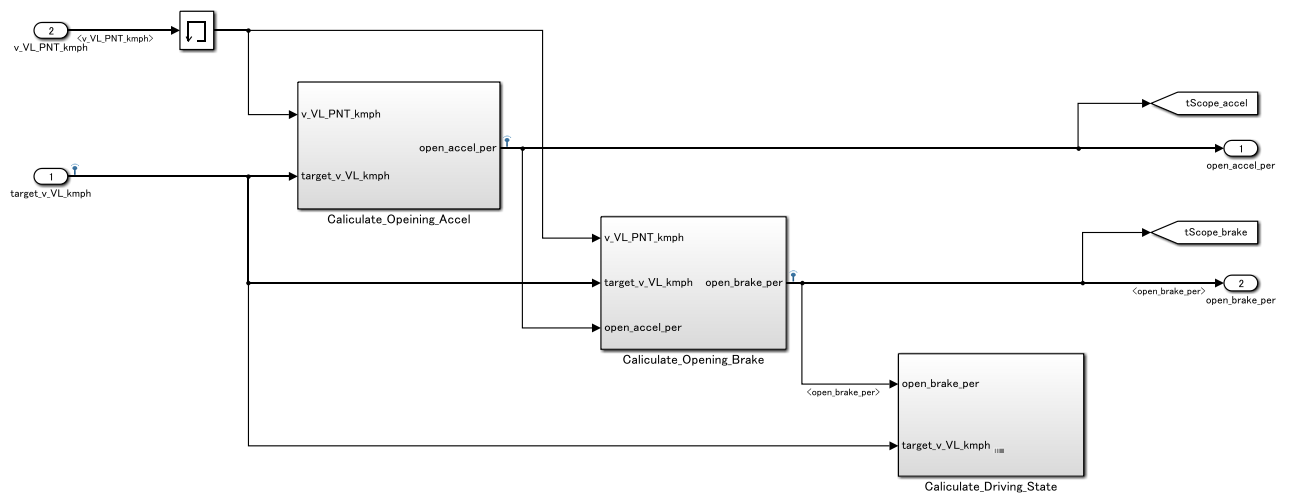 2
v_VL_PNT_kmph
<v_VL_PNT_kmph>
v_VL_PNT_kmph
open_accel_per
target_v_VL_kmph
Caliculate_Opeining_Accel
1
target_v_VL_kmph
tScope_accel
1
open_accel_per
v_VL_PNT_kmph
target_v_VL_kmph
open_brake_per
open_accel_per
Caliculate_Opening_Brake
tScope_brake
<open_brake_per>
2
open_brake_per
<open_brake_per>
open_brake_per
target_v_VL_kmph
Caliculate_Driving_State